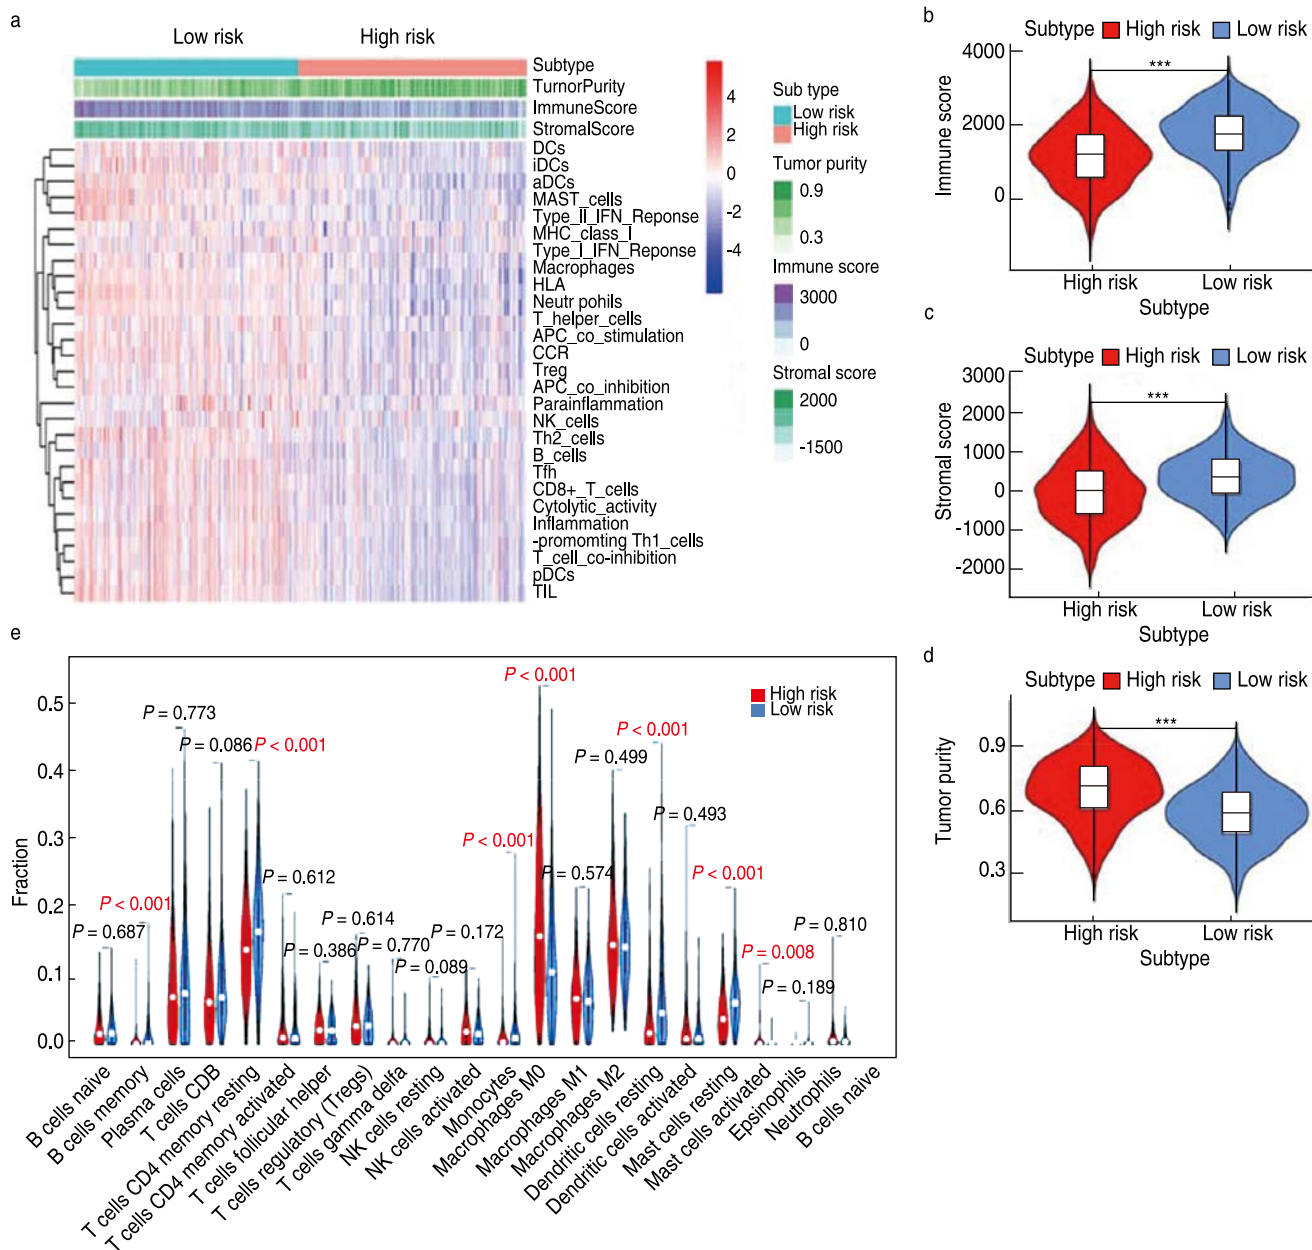 a
Low risk
High risk
Subtype
TumorPurity
ImmuneScore
StromalScore
DCs
iDCs
aDCs
MAST_cells
Type_II_IFN_Reponse
MHC_class_I
Type_I_IFN_Reponse
Macrophages
HLA
Neutr pohils
T_helper_cells
APC_co_stimulation
CCR
Treg
APC_co_inhibition
Parainflammation
NK_cells
Th2_cells
B_cells
Tfh
CD8+_T_cells
Cytolytic_activity
Inflammation
-promomting Th1_cells
T_cell_co-inhibition
pDCs
TIL
4
2
0
-2
-4
Sub type
Low risk
High risk
Tumor purity
0.9
0.3
Immune score
3000
0
Stromal score
2000
-1500
b
Subtype High risk Low risk
4000
2000
0
Immune score
***
High risk Low risk
Subtype
c
Subtype High risk Low risk
3000
2000
1000
0
-1000
-2000
Stromal score
***
High risk Low risk
Subtype
d
Subtype High risk Low risk
0.9
0.6
0.3
Tumor purity
***
High risk Low risk
Subtype
e
High risk
Low risk
0.5
0.4
0.3
0.2
0.1
0.0
Fraction
P = 0.687
P < 0.001
P = 0.773
P = 0.086
P < 0.001
P = 0.612
P = 0.386
P = 0.614
P = 0.770
P = 0.089
P = 0.172
P < 0.001
P < 0.001
P = 0.574
P = 0.499
P < 0.001
P = 0.493
P < 0.001
P = 0.008
P = 0.189
P = 0.810
B cells naive
B cells memory
Plasma cells
T cells CDB
T cells CD4 memory resting
T cells CD4 memory activated
T cells follicular helper
T cells regulatory (Tregs)
T cells gamma delfa
NK cells resting
NK cells activated
Monocytes
Macrophages M0
Macrophages M1
Macrophages M2
Dendritic cells resting
Dendritic cells activated
Mast cells resting
Mast cells activated
Epsinophils
Neutrophils
B cells naive